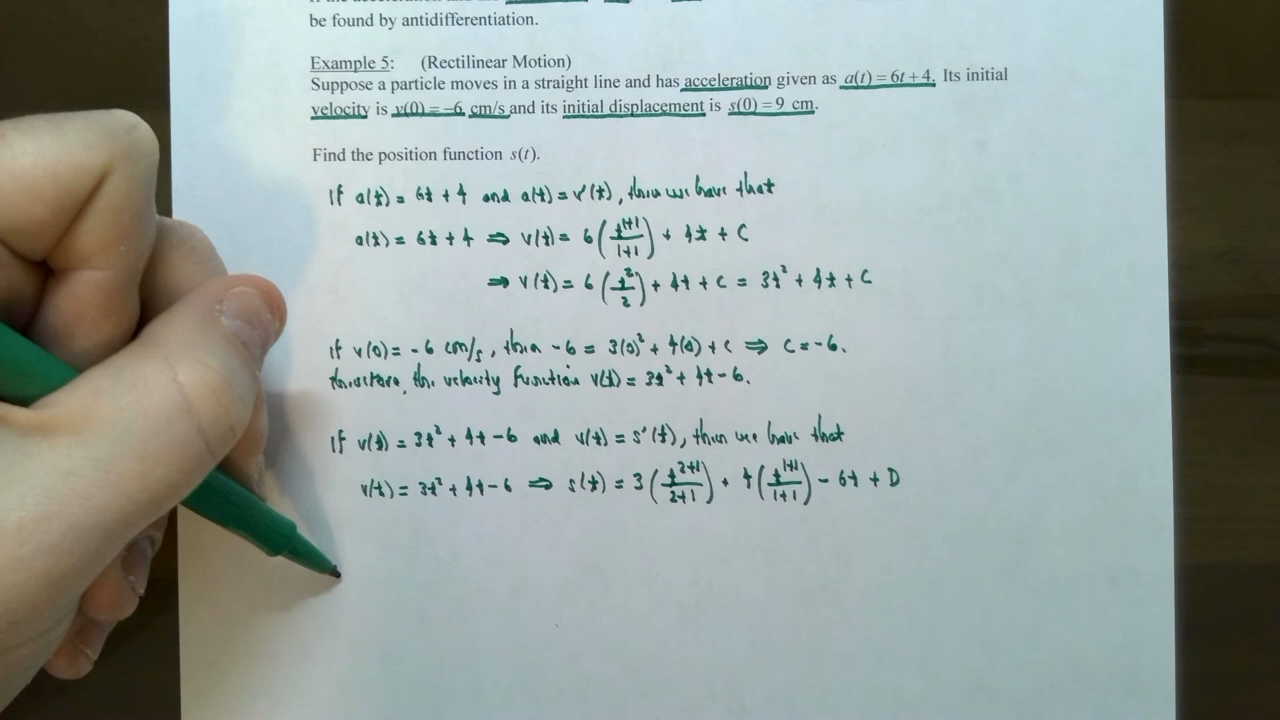 be found by antidifferentiation.
Example 5: (Rectilinear Motion)
Suppose a particle moves in a straight line and has acceleration given as a(t) = 6t + 4. Its initial
velocity is v(0) = −6 cm/s and its initial displacement is s(0) = 9 cm.
Find the position function s(t).
If a(t) = 6t + 4 and a(t) = v'(t), then we have that
a(t) = 6t + 4 ⇒ v(t) = 6(t^(1+1)/(1+1)) + 4t + C
⇒ v(t) = 6(t²/2) + 4t + C = 3t² + 4t + C
If v(0) = -6 cm/s, then -6 = 3(0)² + 4(0) + C ⇒ C = -6.
therefore, the velocity function v(t) = 3t² + 4t - 6.
If v(t) = 3t² + 4t - 6 and v(t) = s'(t), then we have that
v(t) = 3t² + 4t - 6 ⇒ s(t) = 3(t^(2+1)/(2+1)) + 4(t^(1+1)/(1+1)) - 6t + D